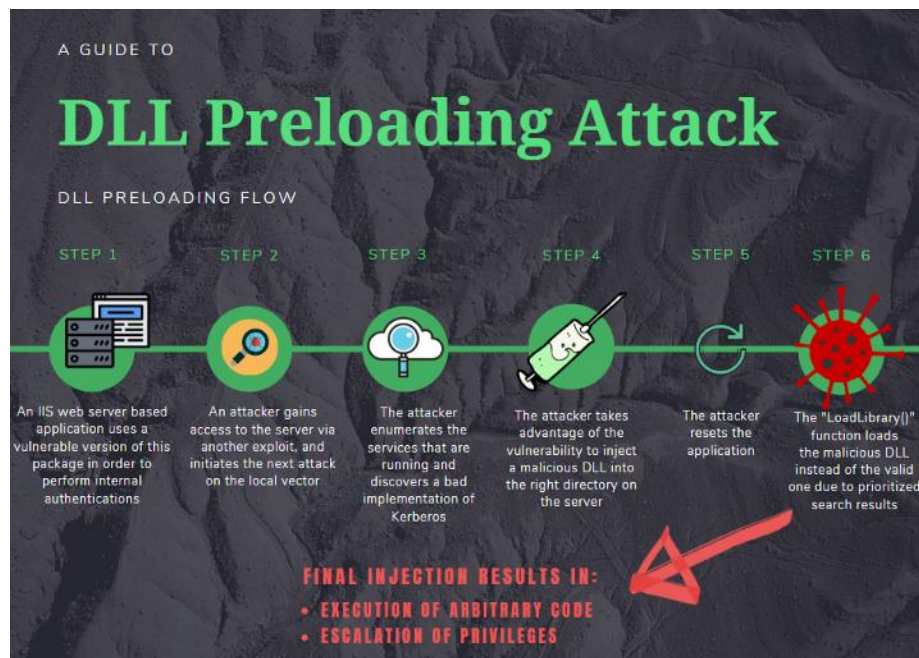 A GUIDE TO
DLL Preloading Attack
DLL PRELOADING FLOW
STEP 1
An IIS web server based
application uses a
vulnerable version of this
package in order to
perform internal
authentications
STEP 2
An attacker gains
access to the server via
another exploit, and
initiates the next attack
on the local vector
STEP 3
The attacker
enumerates the
services that are
running and
discovers a bad
implementation of
Kerberos
STEP 4
The attacker takes
advantage of the
vulnerability to inject
a malicious DLL into
the right directory on
the server
STEP 5
The attacker
resets the
application
STEP 6
The "LoadLibrary()"
function loads
the malicious DLL
instead of the valid
one due to prioritized
search results
FINAL INJECTION RESULTS IN:
• EXECUTION OF ARBITRARY CODE
• ESCALATION OF PRIVILEGES